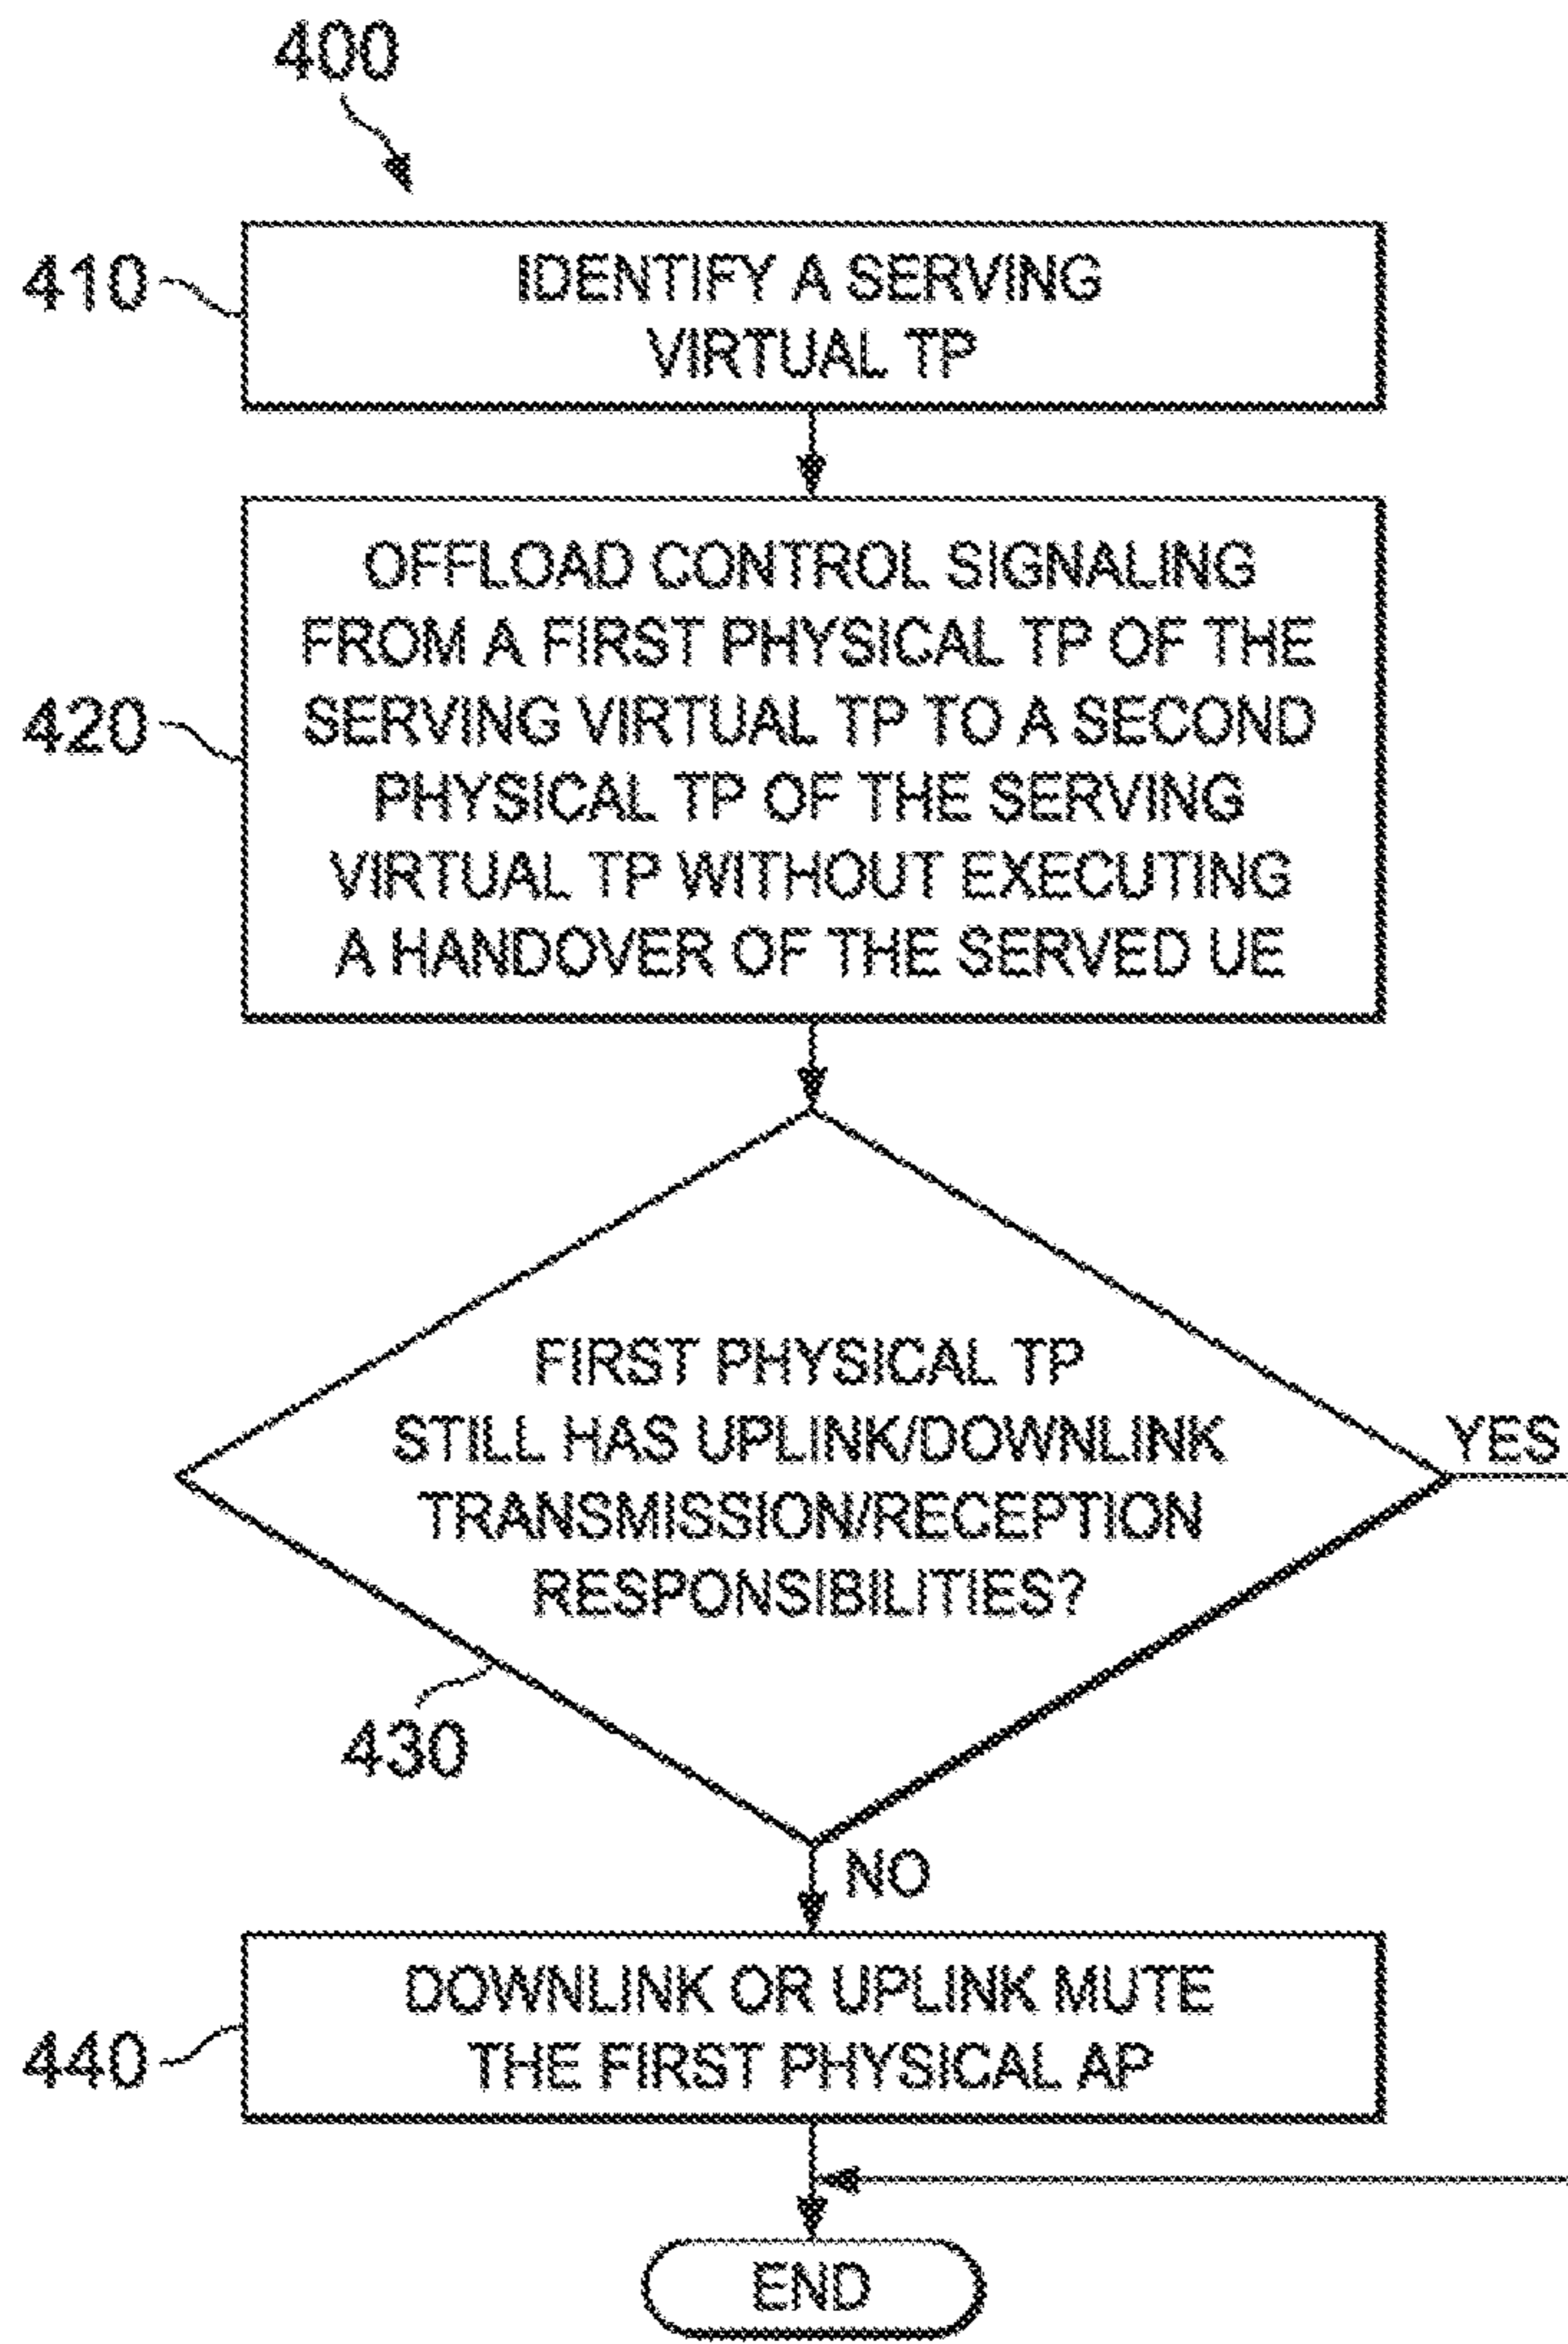 400
410
IDENTIFY A SERVING
VIRTUAL TP
420
OFFLOAD CONTROL SIGNALING
FROM A FIRST PHYSICAL TP OF THE
SERVING VIRTUAL TP TO A SECOND
PHYSICAL TP OF THE SERVING
VIRTUAL TP WITHOUT EXECUTING
A HANDOVER OF THE SERVED UE
FIRST PHYSICAL TP
STILL HAS UPLINK/DOWNLINK
TRANSMISSION/RECEPTION
RESPONSIBILITIES?
YES
430
NO
440
DOWNLINK OR UPLINK MUTE
THE FIRST PHYSICAL AP
END